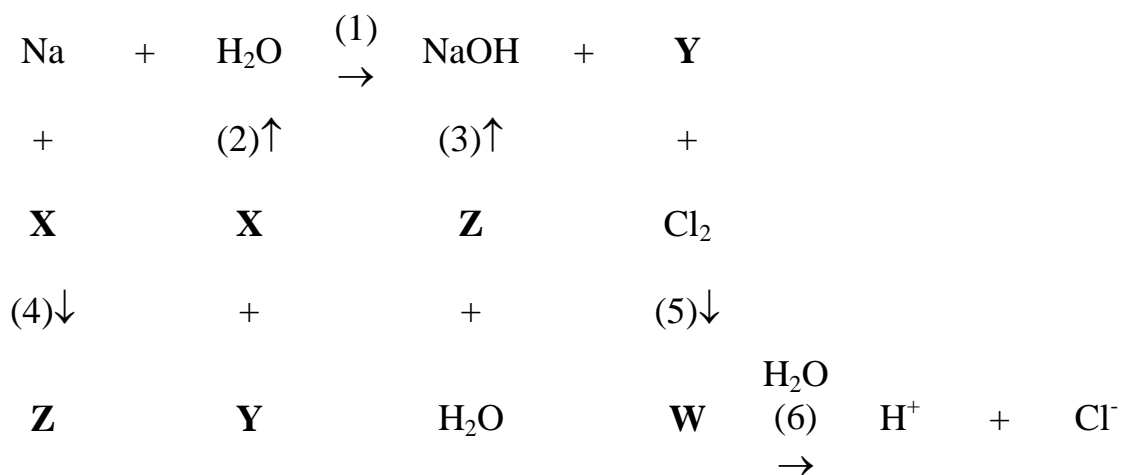 Na + H₂O (1) → NaOH + Y
+ (2)↑ (3)↑ +
X X Z Cl₂
(4)↓ + + (5)↓
Z Y H₂O W H₂O (6) → H⁺ + Cl⁻